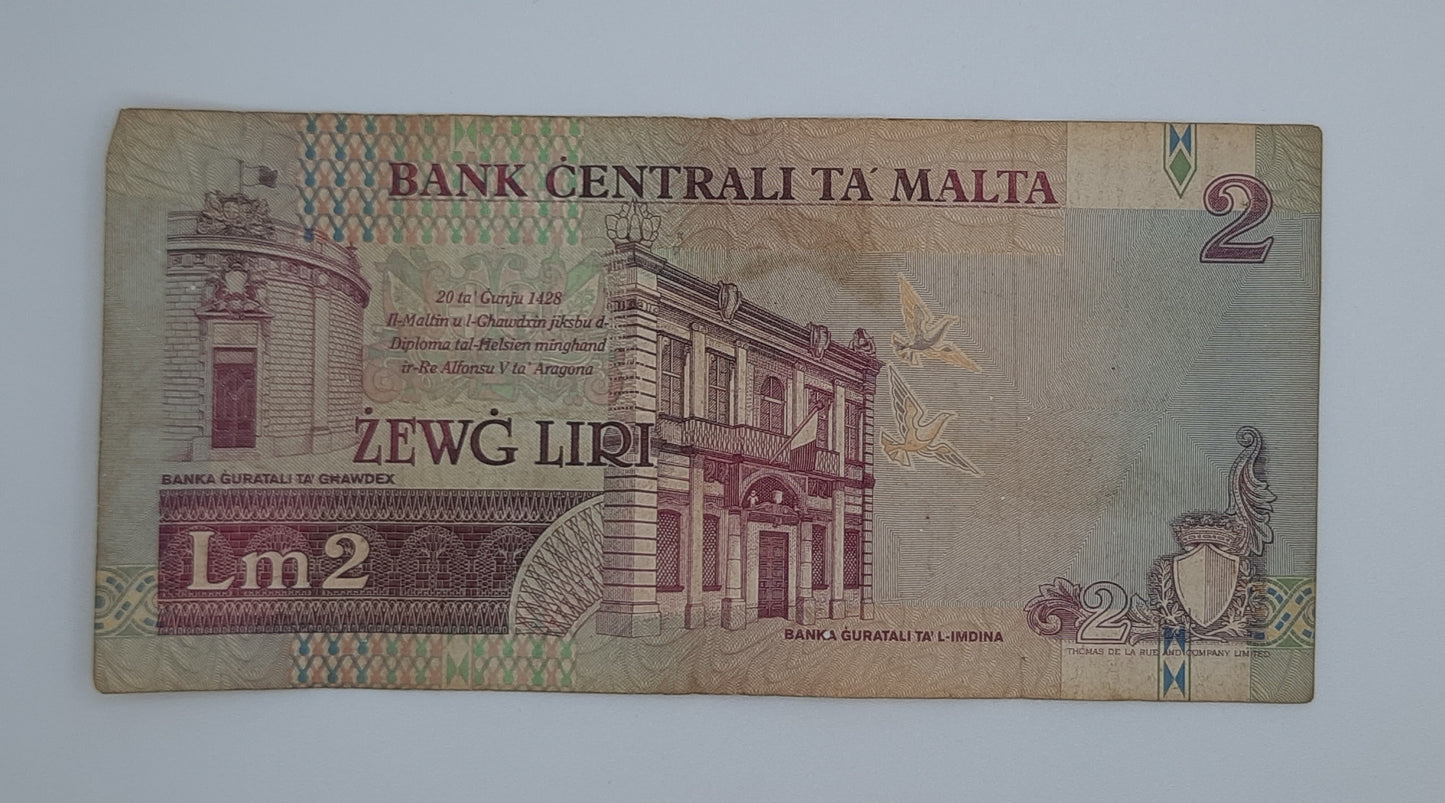 BANK ĊENTRALI TA´ MALTA
2
20 ta' Ġunju 1428
Il-Maltin u l-Għawdxin jiksbu d-
Diploma tal-Ħelsien mingħand
ir-Re Alfonsu V ta' Aragona
ŻEWĠ LIRI
BANKA ĠURATALI TA' GĦAWDEX
Lm2
BANKA ĠURATALI TA' L-IMDINA
2
THOMAS DE LA RUE AND COMPANY LIMITED